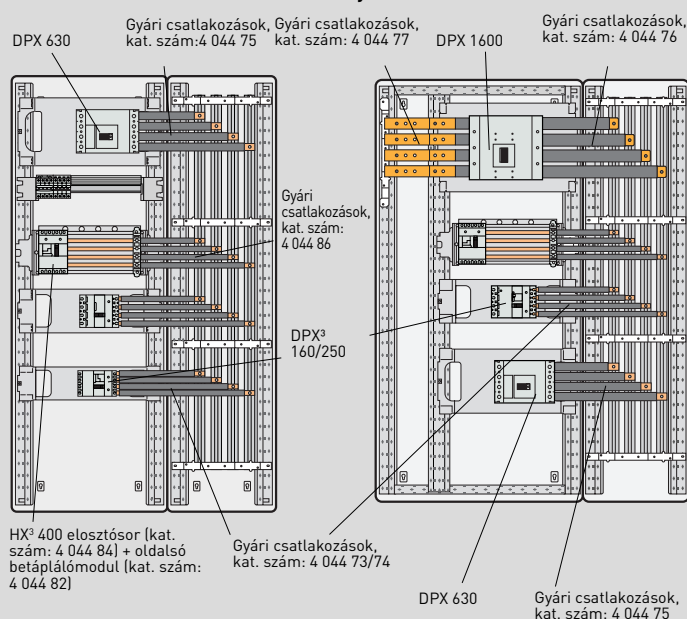 DPX 630
Gyári csatlakozások,
kat. szám:4 044 75
Gyári csatlakozások,
kat. szám: 4 044 77
DPX 1600
Gyári csatlakozások,
kat. szám: 4 044 76
Gyári
csatlakozások,
kat. szám:
4 044 86
DPX³
160/250
HX³ 400 elosztósor (kat.
szám: 4 044 84) + oldalsó
betáplálómodul (kat. szám:
4 044 82)
Gyári csatlakozások,
kat. szám: 4 044 73/74
DPX 630
Gyári csatlakozások,
kat. szám: 4 044 75